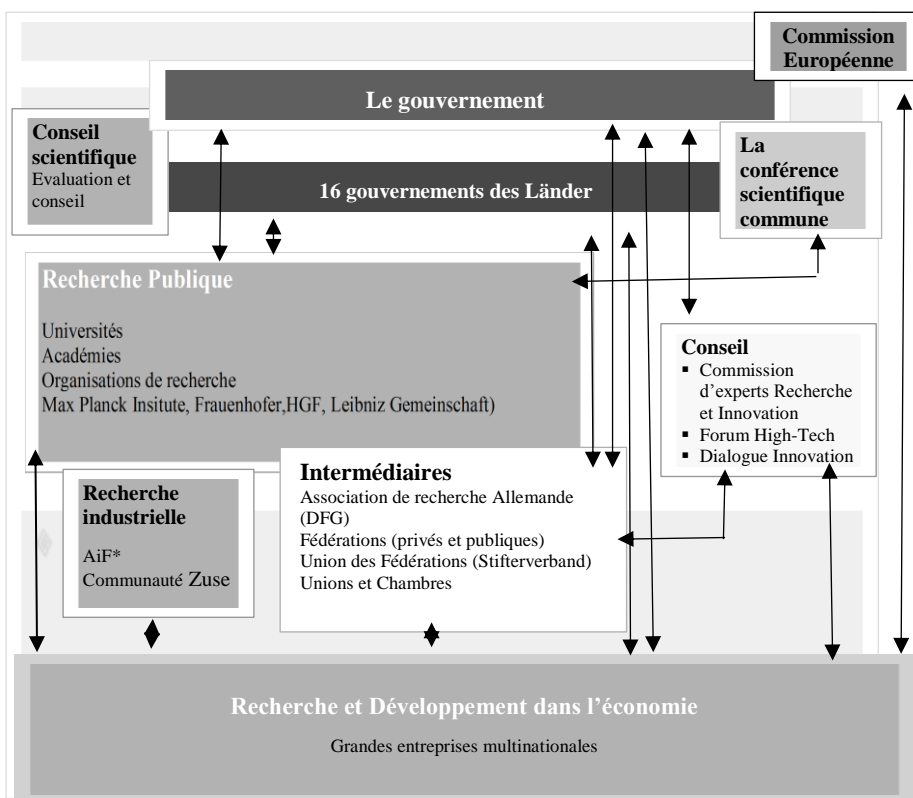 Commission
Européenne
Le gouvernement
Conseil
scientifique
Evaluation et
conseil
La
conférence
scientifique
commune
16 gouvernements des Länder
Recherche Publique
Universités
Académies
Organisations de recherche
Max Planck Insitute, Frauenhofer,HGF, Leibniz Gemeinschaft)
Conseil
▪ Commission
d’experts Recherche
et Innovation
▪ Forum High-Tech
▪ Dialogue Innovation
Intermédiaires
Association de recherche Allemande
(DFG)
Fédérations (privés et publiques)
Union des Fédérations (Stifterverband)
Unions et Chambres
Recherche
industrielle
AiF*
Communauté Zuse
Recherche et Développement dans l’économie
Grandes entreprises multinationales